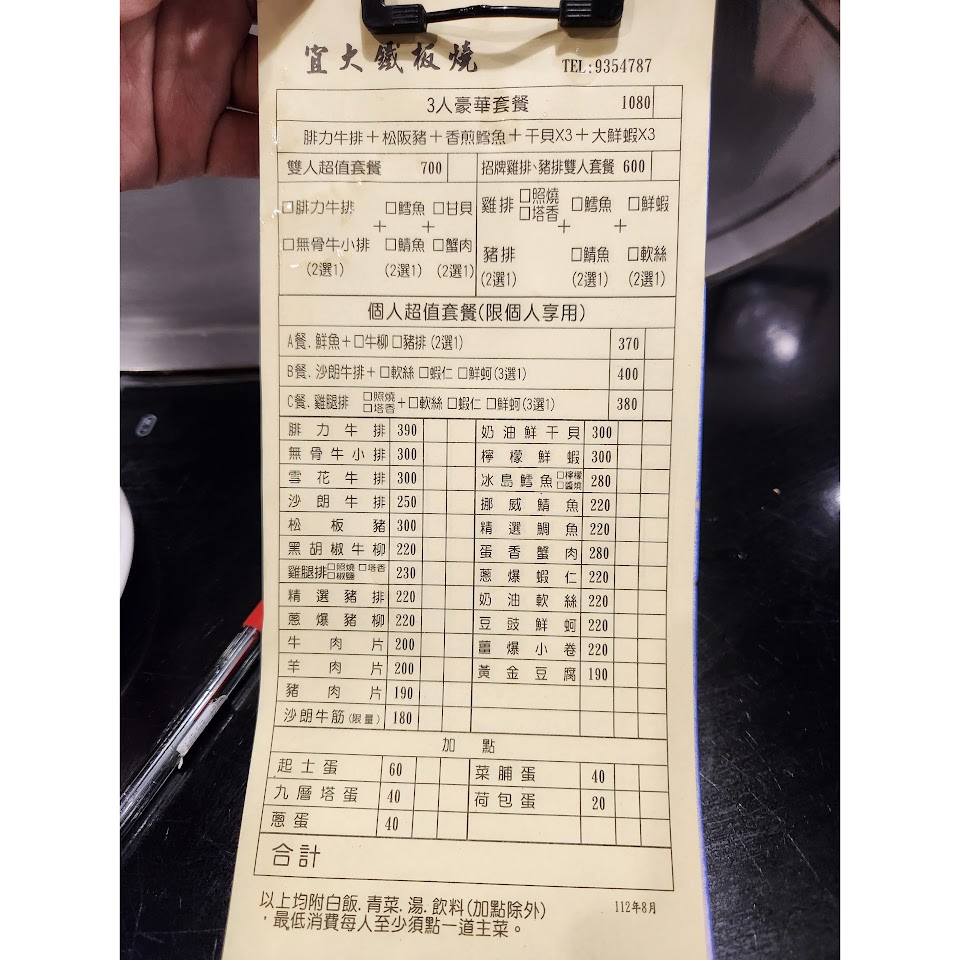 宜大鐵板燒 TEL:9354787
3人豪華套餐 1080
腓力牛排+松阪豬+香煎鱈魚+干貝X3+大鮮蝦X3
雙人超值套餐 700
□腓力牛排 □鱈魚 □甘貝
+ +
□無骨牛小排 □鯖魚 □蟹肉
(2選1) (2選1) (2選1)
招牌雞排、豬排雙人套餐 600
雞排 □照燒 □塔香 □鱈魚 □鮮蝦
+ +
豬排 □鯖魚 □軟絲
(2選1) (2選1) (2選1)
個人超值套餐(限個人享用)
A餐.鮮魚+□牛柳 □豬排(2選1) 370
B餐.沙朗牛排+□軟絲 □蝦仁 □鮮蚵(3選1) 400
C餐.雞腿排 □照燒 □塔香 +□軟絲 □蝦仁 □鮮蚵(3選1) 380
腓力牛排 390
無骨牛小排 300
雪花牛排 300
沙朗牛排 250
松板豬 300
黑胡椒牛柳 220
雞腿排 □照燒 □塔香 □椒鹽 230
精選豬排 220
蔥爆豬柳 220
牛肉片 200
羊肉片 200
豬肉片 190
沙朗牛筋(限量) 180
奶油鮮干貝 300
檸檬鮮蝦 300
冰島鱈魚 □檸檬 □醬燒 280
挪威鯖魚 220
精選鯛魚 220
蛋香蟹肉 280
蔥爆蝦仁 220
奶油軟絲 220
豆豉鮮蚵 220
薑爆小卷 220
黃金豆腐 190
加點
起士蛋 60 菜脯蛋 40
九層塔蛋 40 荷包蛋 20
蔥蛋 40
合計
以上均附白飯.青菜.湯.飲料(加點除外) 112年8月
，最低消費每人至少須點一道主菜。